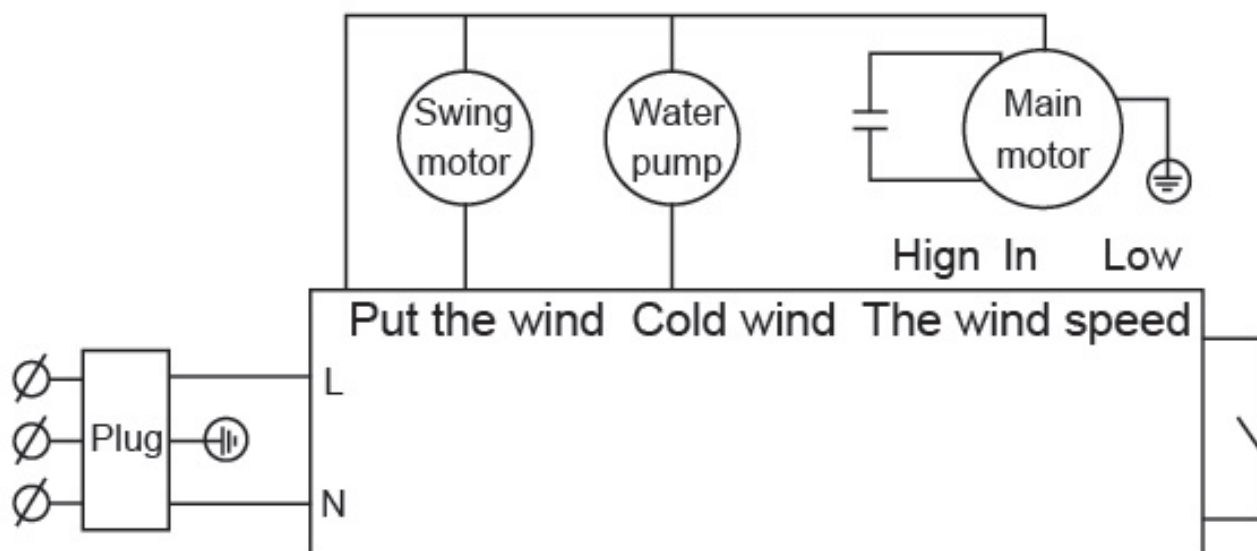 Swing
motor
Water
pump
Main
motor
Hign In Low
Put the wind Cold wind The wind speed
L
Plug
N